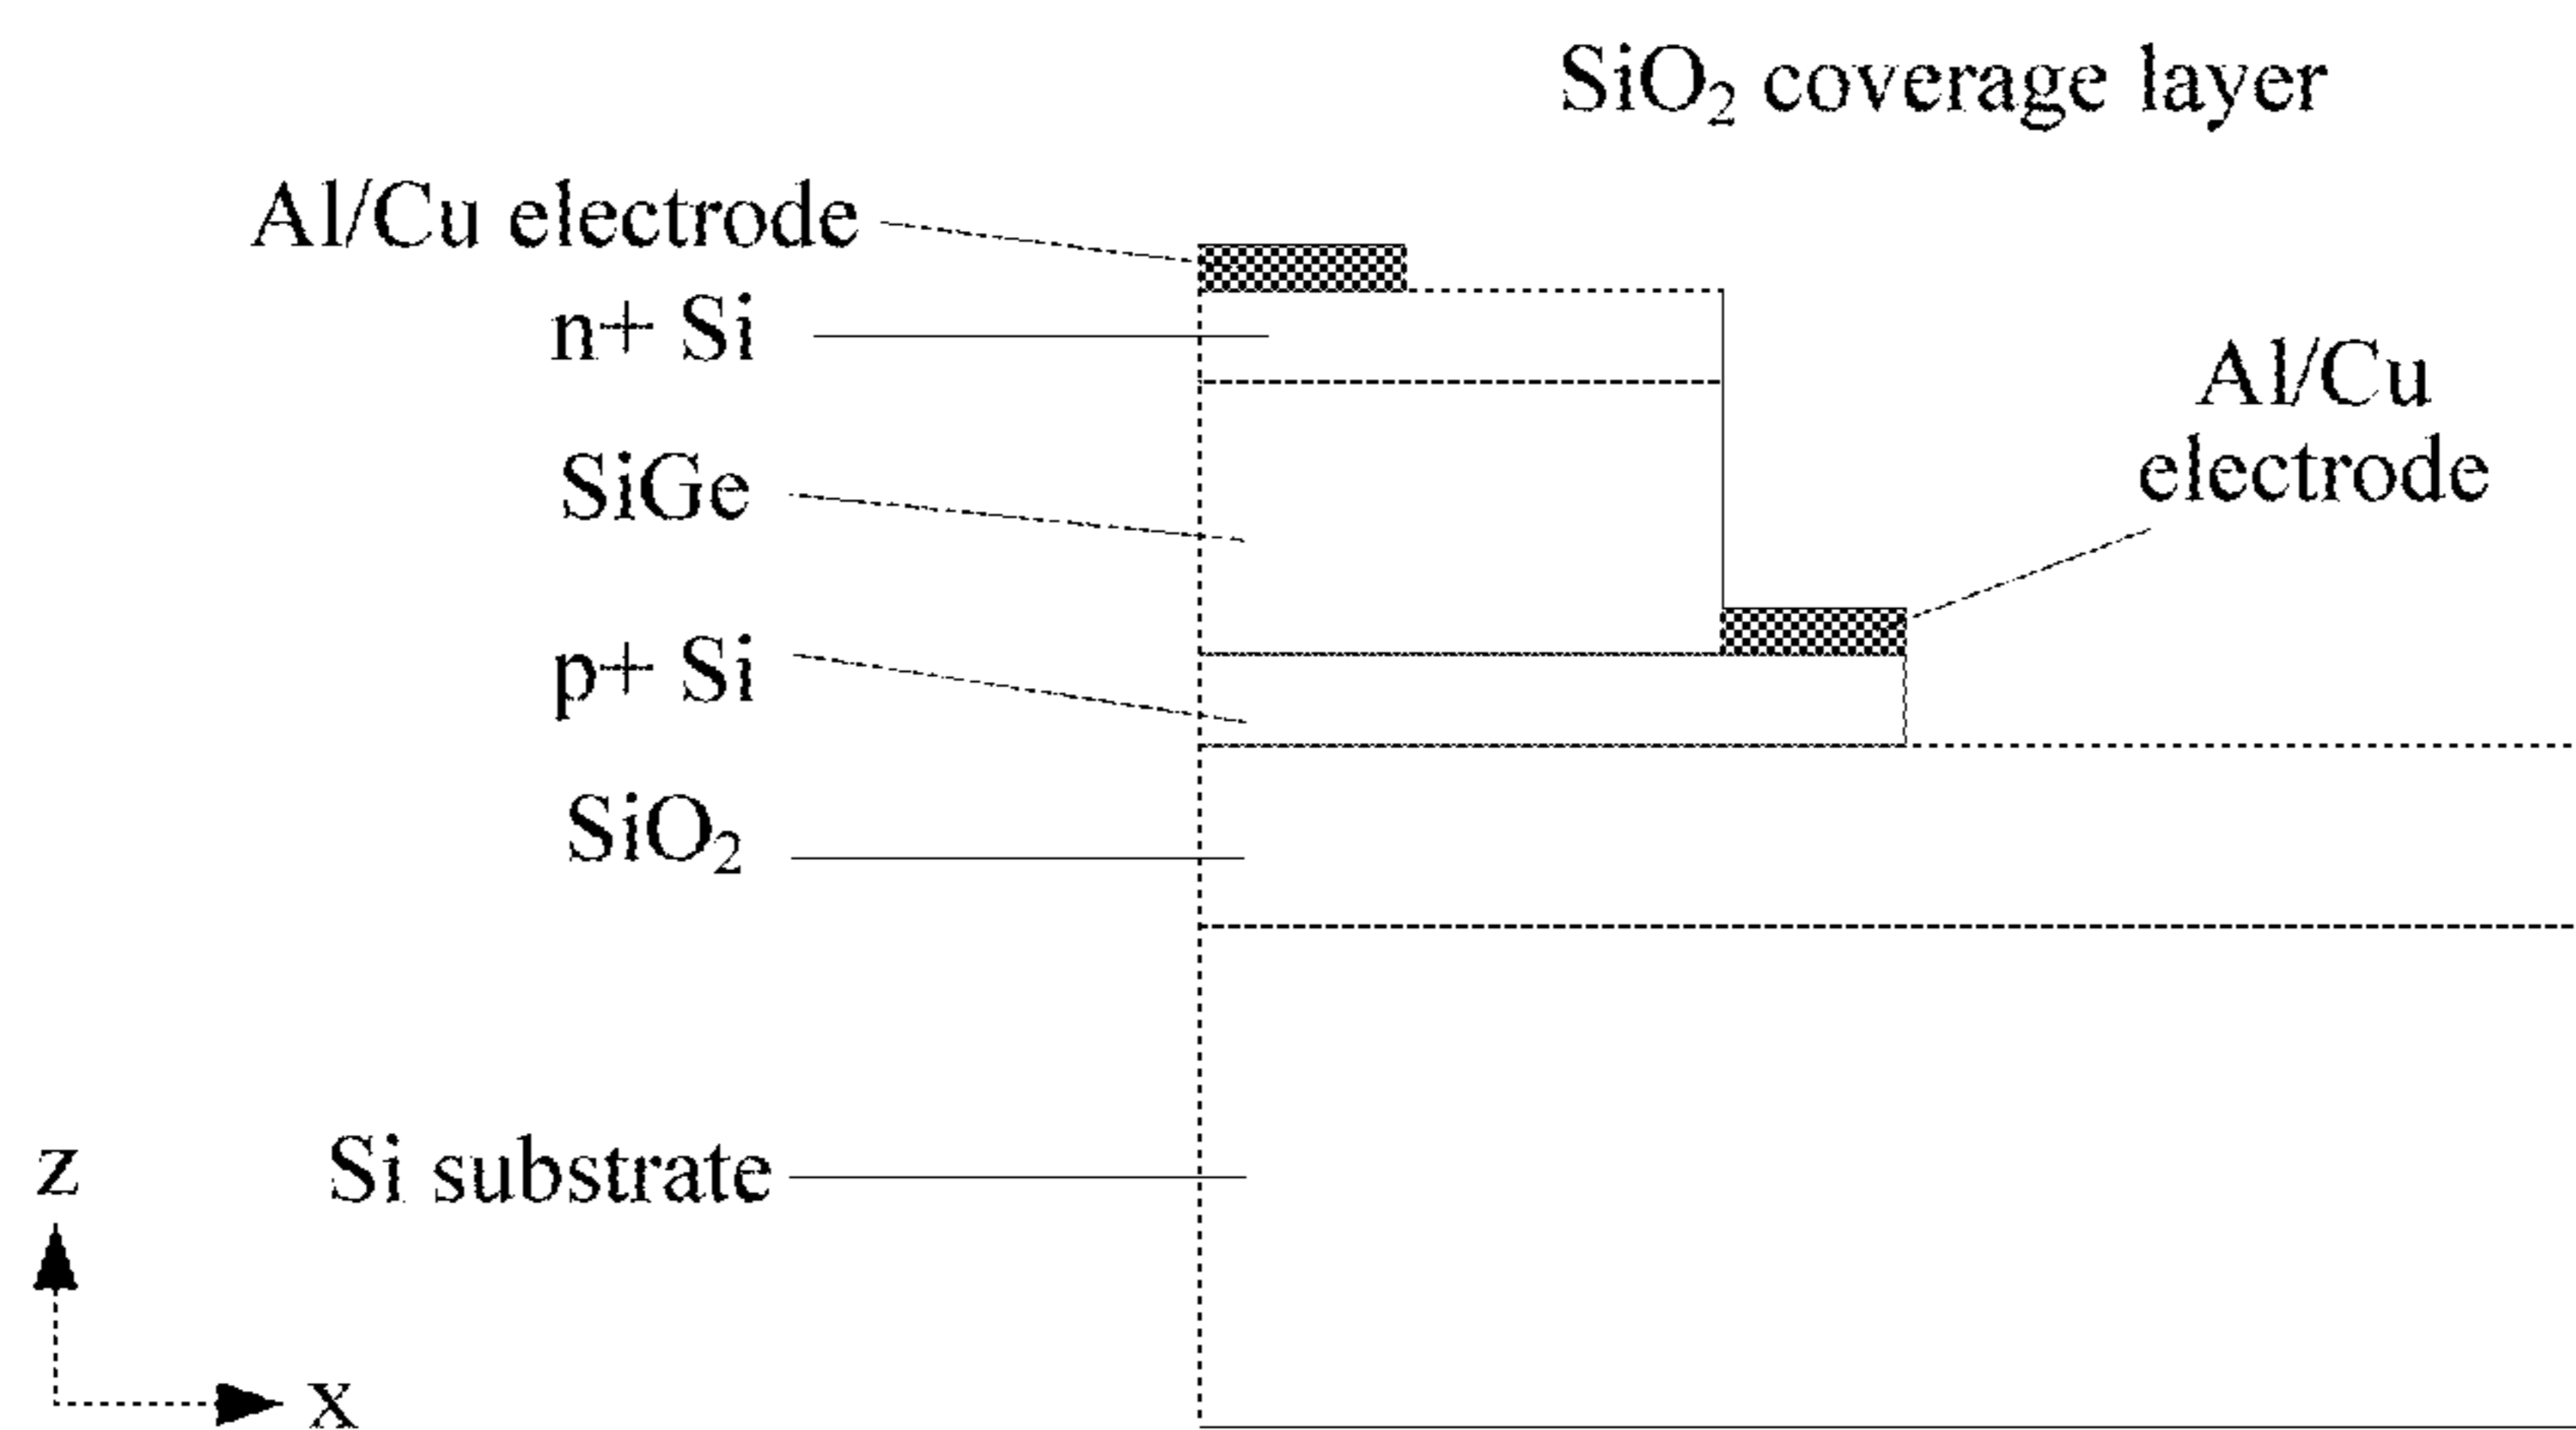 SiO₂ coverage layer
Al/Cu electrode
n+ Si
Al/Cu
electrode
SiGe
p+ Si
SiO₂
Si substrate
z
x